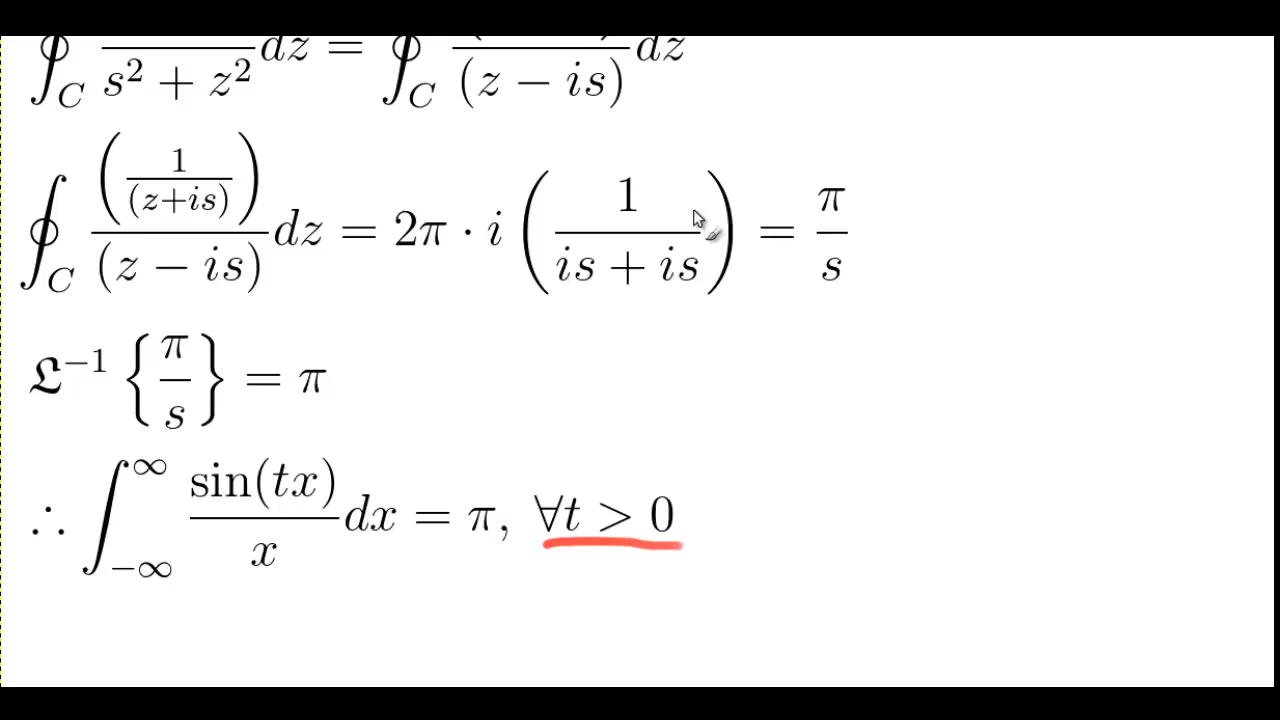 ∮_C ―/(s² + z²) dz = ∮_C ―/(z − is) dz
∮_C (1/(z+is))/(z − is) dz = 2π · i (1/(is + is)) = π/s
𝔏⁻¹ {π/s} = π
∴ ∫_{−∞}^{∞} sin(tx)/x dx = π, ∀t > 0